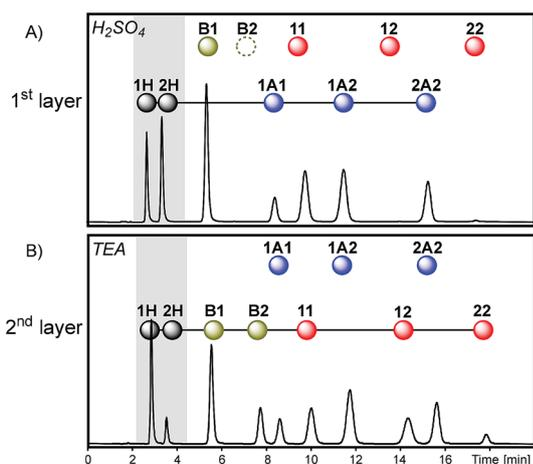 A)
H₂SO₄
B1 B2 11 12 22
1st layer
1H 2H 1A1 1A2 2A2
B)
TEA
1A1 1A2 2A2
2nd layer
1H 2H B1 B2 11 12 22
0 2 4 6 8 10 12 14 16 Time [min]